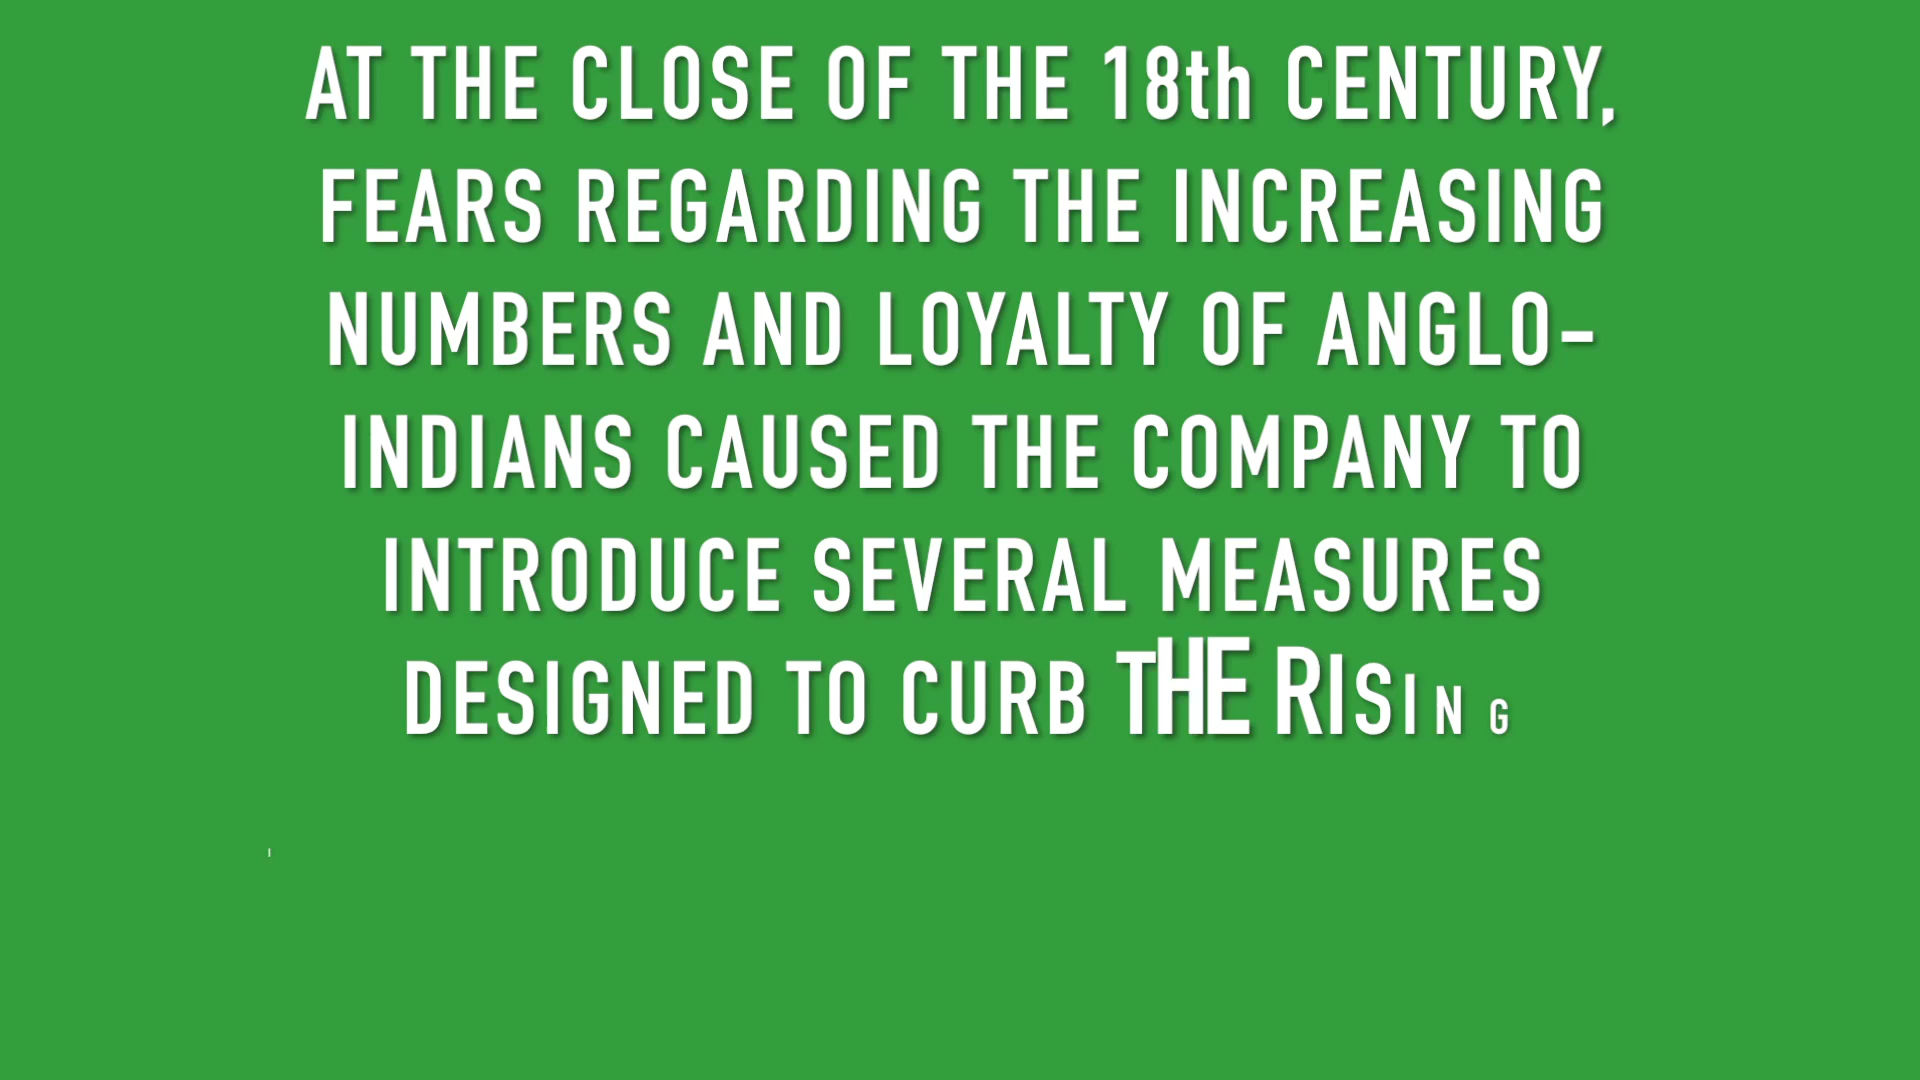 AT THE CLOSE OF THE 18th CENTURY,
FEARS REGARDING THE INCREASING
NUMBERS AND LOYALTY OF ANGLO-
INDIANS CAUSED THE COMPANY TO
INTRODUCE SEVERAL MEASURES
DESIGNED TO CURB THE RISING